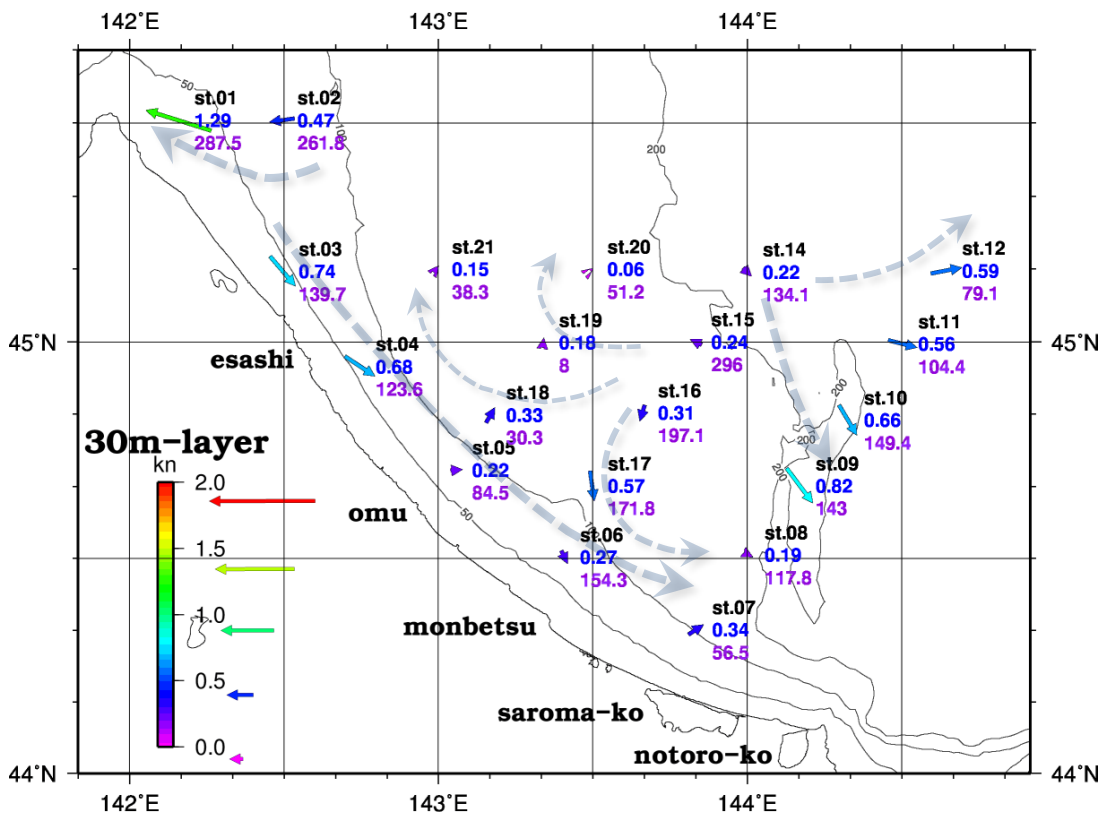 142°E 143°E 144°E
50
st.01 st.02
1.29 0.47
287.5 261.8
100
200
st.03 st.21 st.20 st.14 st.12
0.74 0.15 0.06 0.22 0.59
139.7 38.3 51.2 134.1 79.1
st.04 st.19 st.15 st.11
0.68 0.18 0.24 0.56
123.6 8 296 104.4
45°N 45°N
esashi
st.18 st.16 st.10
0.33 0.31 0.66
30.3 197.1 149.4
200
200
200
30m-layer
kn
st.05 st.17 st.09
0.22 0.57 0.82
84.5 171.8 143
2.0
1.5
1.0
0.5
0.0
omu
50
st.06 st.08
0.27 0.19
154.3 117.8
st.07
0.34
56.5
monbetsu
saroma-ko
notoro-ko
44°N 44°N
142°E 143°E 144°E